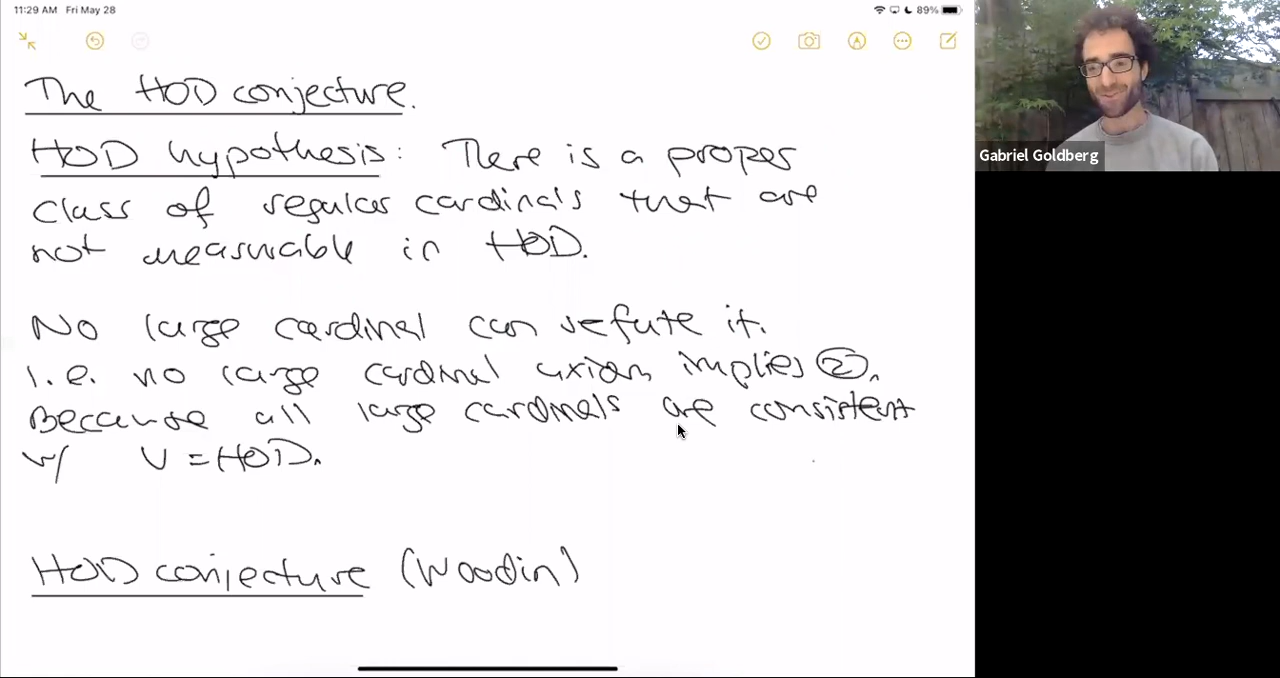 11:29 AM Fri May 28
89%
The HOD conjecture.
HOD hypothesis: There is a proper
class of regular cardinals that are
not measurable in HOD.
No large cardinal can refute it.
I.e. no large cardinal axiom implies ②.
Because all large cardinals are consistent
w/ V = HOD.
HOD conjecture (Woodin)
Gabriel Goldberg